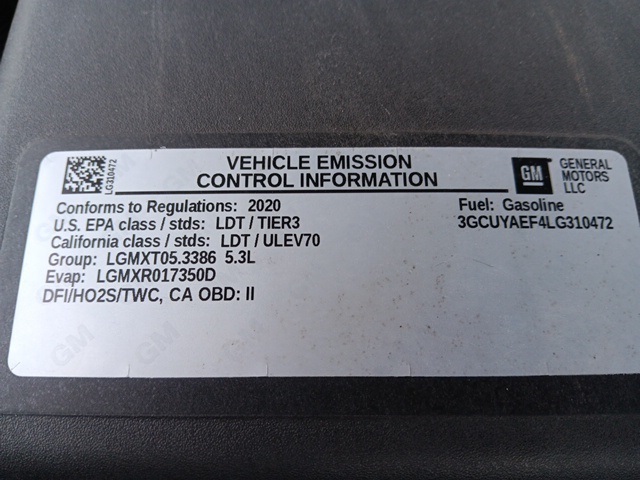 LG310472
VEHICLE EMISSION
CONTROL INFORMATION
GM
GENERAL
MOTORS
LLC
Conforms to Regulations: 2020
Fuel: Gasoline
U.S. EPA class / stds: LDT / TIER3
3GCUYAEF4LG310472
California class / stds: LDT / ULEV70
Group: LGMXT05.3386 5.3L
Evap: LGMXR017350D
DFI/HO2S/TWC, CA OBD: II